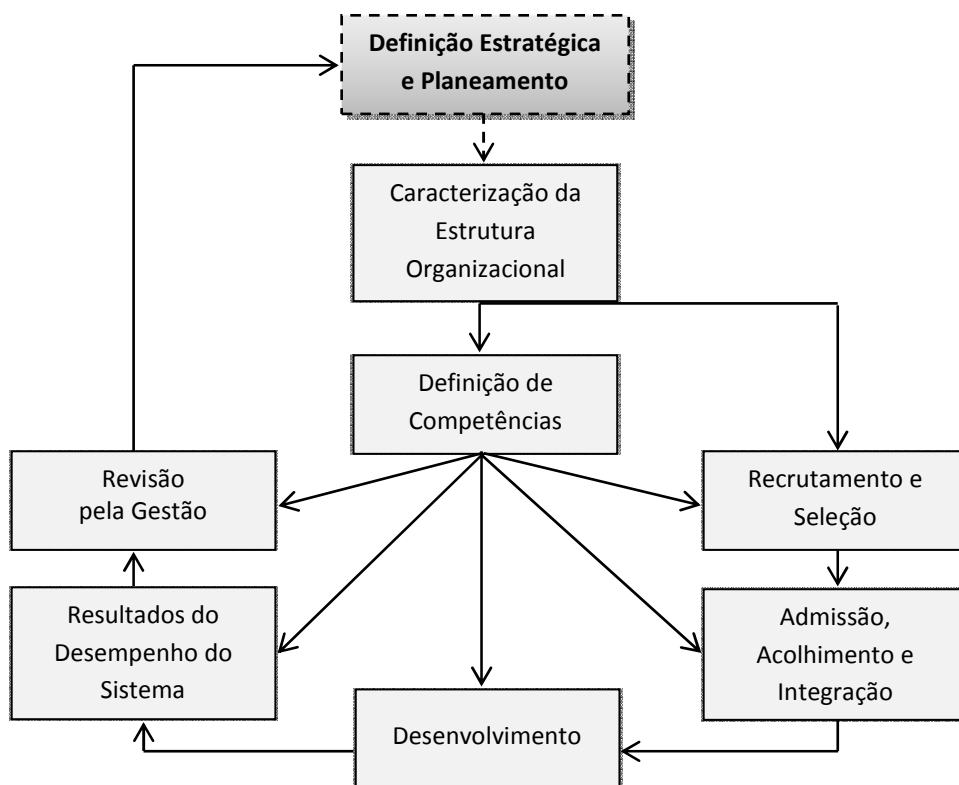 Definição Estratégica
e Planeamento
Caracterização da
Estrutura
Organizacional
Definição de
Competências
Revisão
pela Gestão
Recrutamento e
Seleção
Resultados do
Desempenho do
Sistema
Admissão,
Acolhimento e
Integração
Desenvolvimento